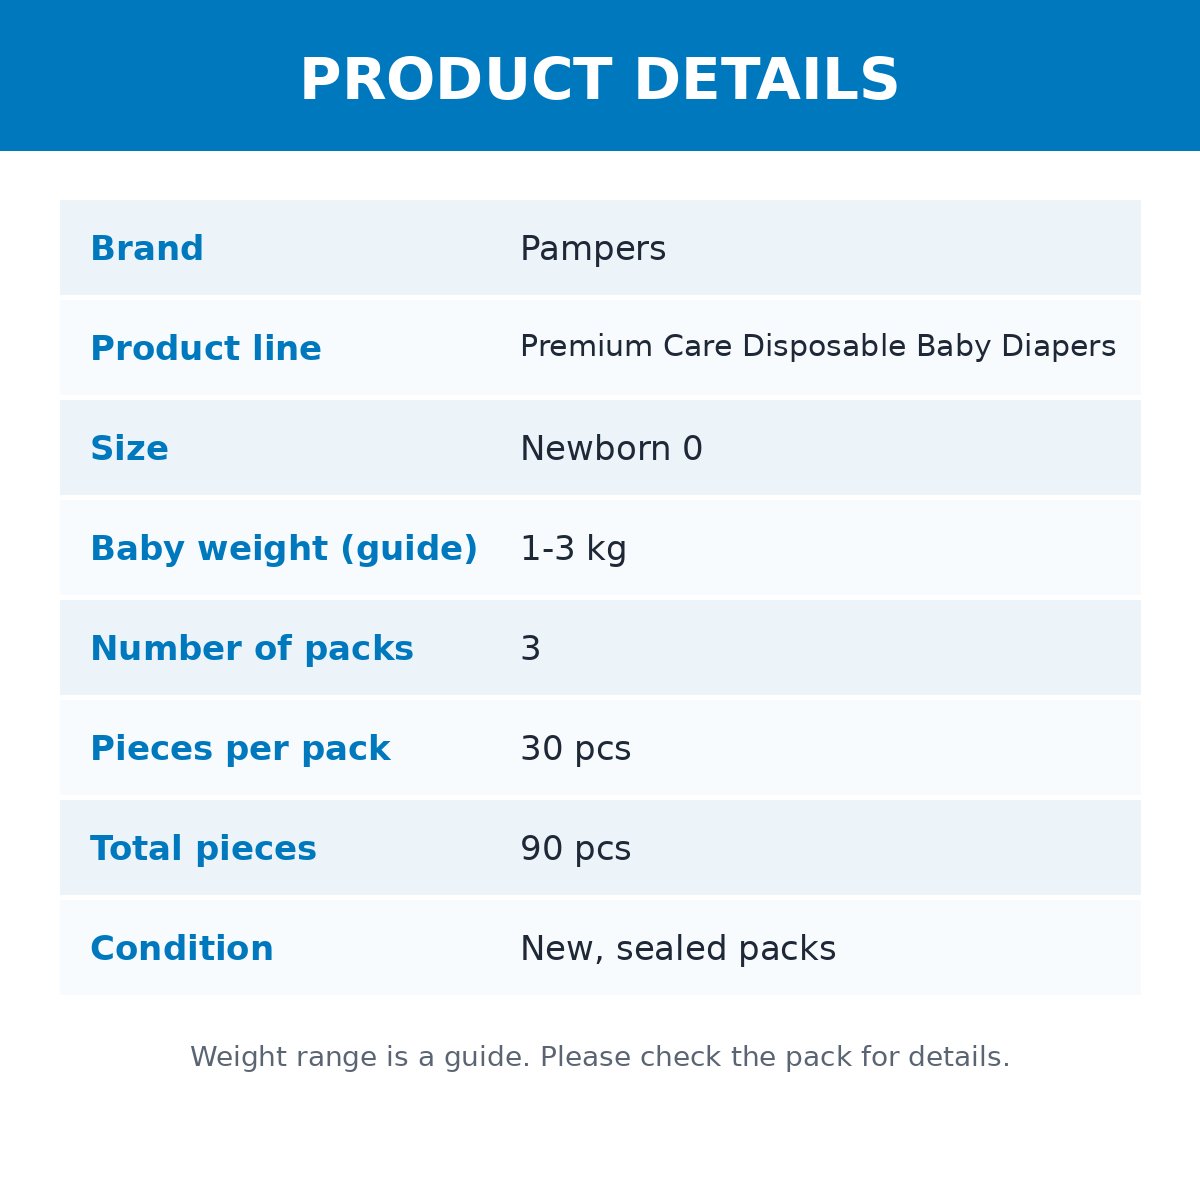 PRODUCT DETAILS
Brand Pampers
Product line Premium Care Disposable Baby Diapers
Size Newborn 0
Baby weight (guide) 1-3 kg
Number of packs 3
Pieces per pack 30 pcs
Total pieces 90 pcs
Condition New, sealed packs
Weight range is a guide. Please check the pack for details.